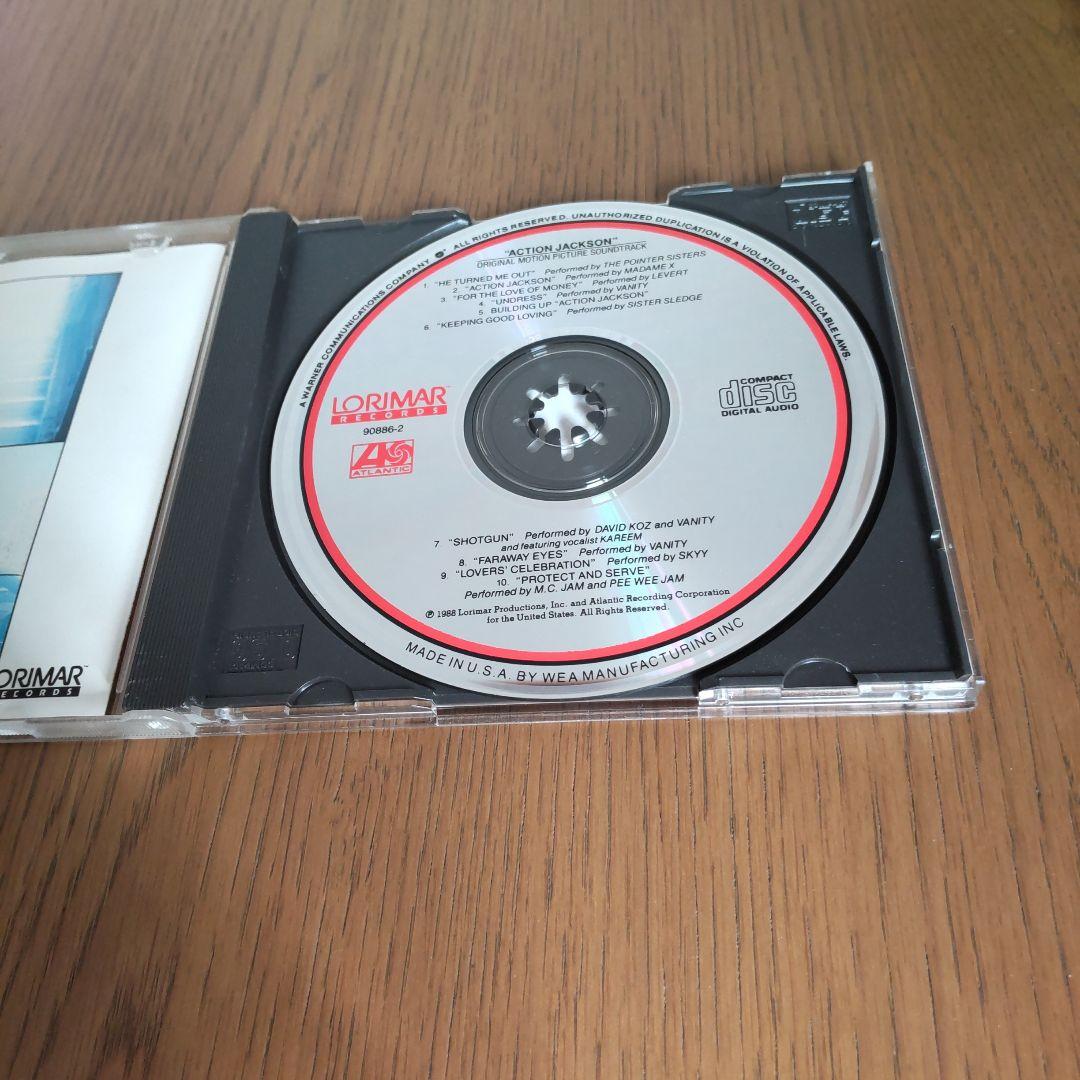 A WARNER COMMUNICATIONS COMPANY ALL RIGHTS RESERVED. UNAUTHORIZED DUPLICATION IS A VIOLATION OF APPLICABLE LAWS.
"ACTION JACKSON"
ORIGINAL MOTION PICTURE SOUNDTRACK
1. "HE TURNED ME OUT" Performed by THE POINTER SISTERS
2. "ACTION JACKSON" Performed by MADAME X
3. "FOR THE LOVE OF MONEY" Performed by LEVERT
4. "UNDRESS" Performed by VANITY
5. BUILDING UP "ACTION JACKSON"
6. "KEEPING GOOD LOVING" Performed by SISTER SLEDGE
LORIMAR™
RECORDS
90886-2
A
ATLANTIC
COMPACT
disc
DIGITAL AUDIO
7. "SHOTGUN" Performed by DAVID KOZ and VANITY
and featuring vocalist KAREEM
8. "FARAWAY EYES" Performed by VANITY
9. "LOVERS' CELEBRATION" Performed by SKYY
10. "PROTECT AND SERVE"
Performed by M.C. JAM and PEE WEE JAM
℗ 1988 Lorimar Productions, Inc. and Atlantic Recording Corporation
for the United States. All Rights Reserved.
MADE IN U.S.A. BY WEA MANUFACTURING INC
ORIMAR™
RECORDS